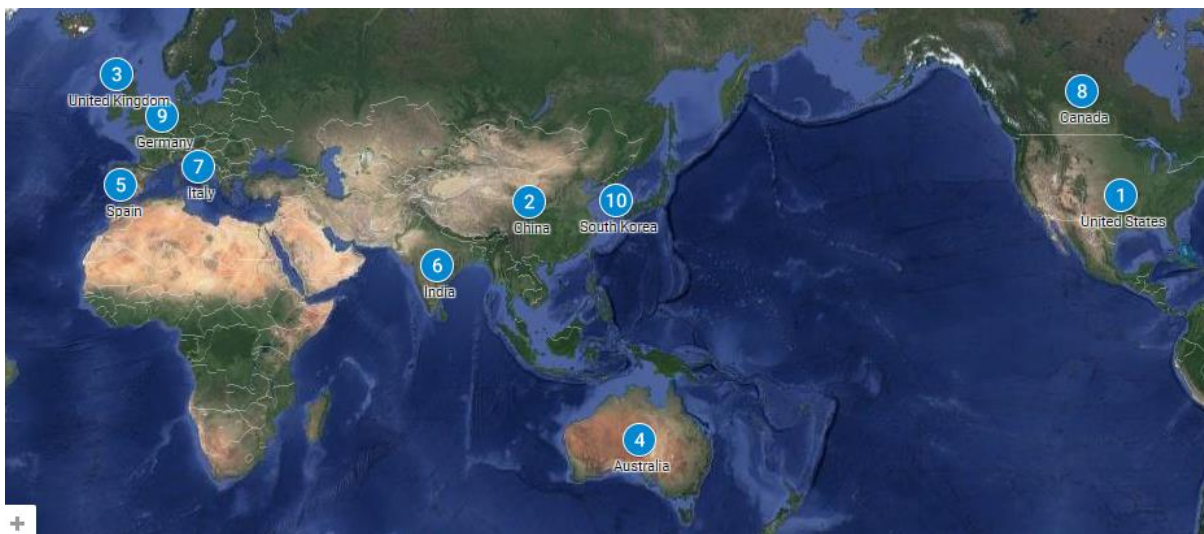 3
United Kingdom
9
Germany
7
Italy
5
Spain
2
China
10
South Korea
6
India
4
Australia
8
Canada
1
United States
+